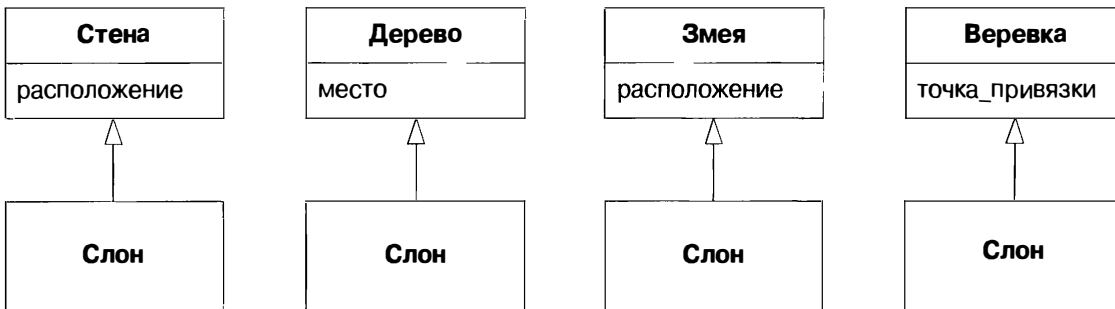 Стена
Дерево
Змея
Веревка
расположение
место
расположение
точка_привязки
Слон
Слон
Слон
Слон